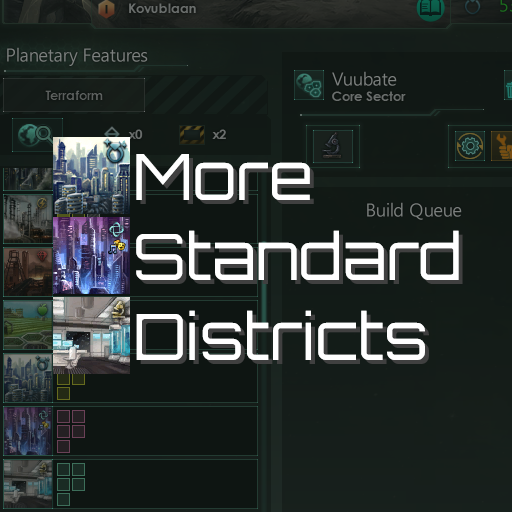 Kovublaan
Planetary Features
Terraform
x0
x2
Vuubate
Core Sector
Build Queue
More
Standard
Districts